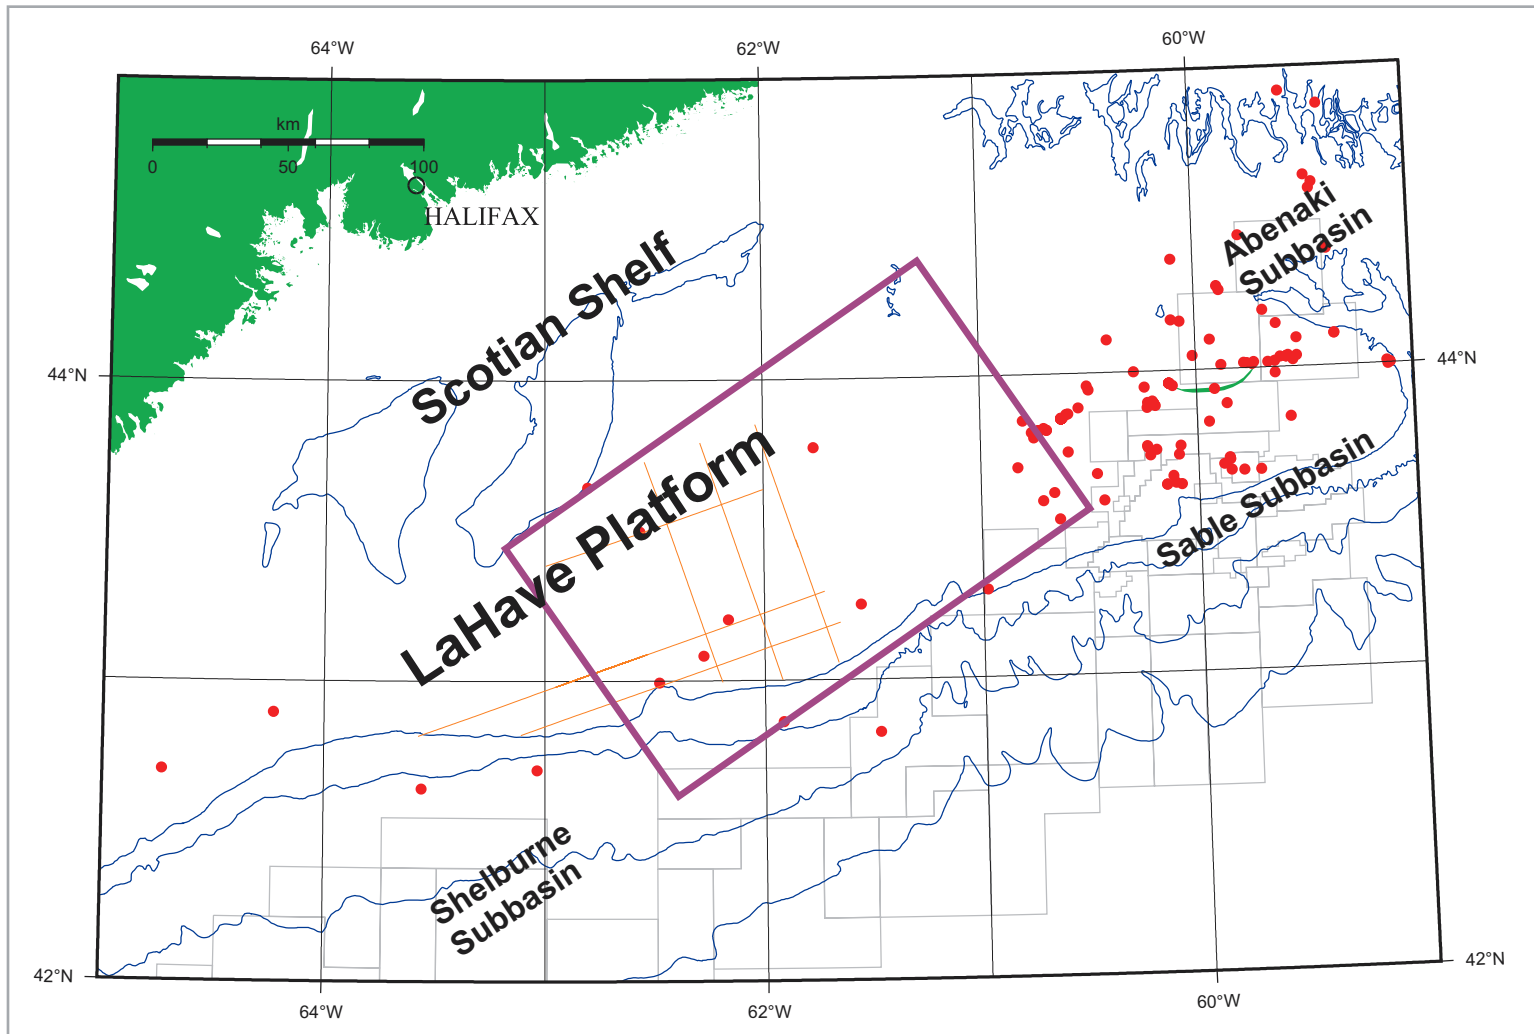 64°W
62°W
60°W
km
0
50
100
HALIFAX
Abenaki
Subbasin
Scotian Shelf
44°N
44°N
LaHave Platform
Sable Subbasin
Shelburne
Subbasin
42°N
42°N
64°W
62°W
60°W